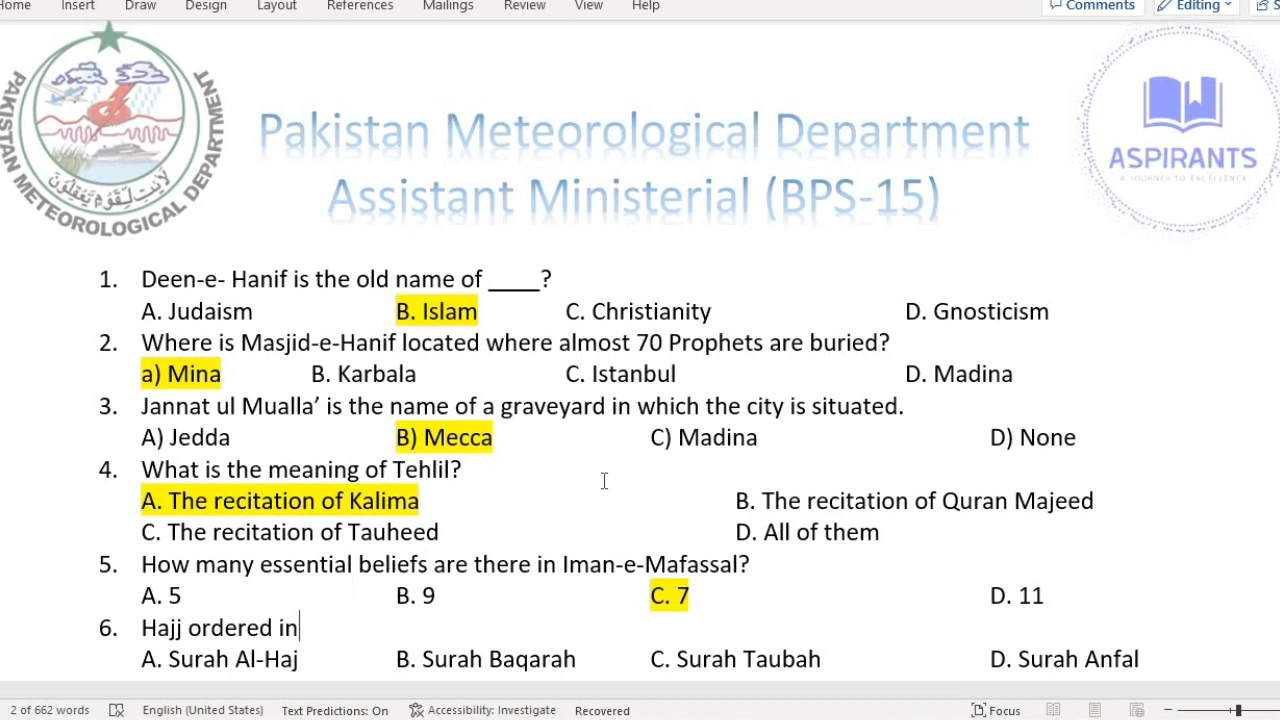 Home Insert Draw Design Layout References Mailings Review View Help Comments Editing
PAKISTAN METEOROLOGICAL DEPARTMENT
لَاٰيٰتٍ لِّقَوْمٍ يَّعْقِلُوْنَ
ASPIRANTS
A JOURNEY TO EXCELLENCE
Pakistan Meteorological Department
Assistant Ministerial (BPS-15)
1. Deen-e- Hanif is the old name of ____?
A. Judaism B. Islam C. Christianity D. Gnosticism
2. Where is Masjid-e-Hanif located where almost 70 Prophets are buried?
a) Mina B. Karbala C. Istanbul D. Madina
3. Jannat ul Mualla’ is the name of a graveyard in which the city is situated.
A) Jedda B) Mecca C) Madina D) None
4. What is the meaning of Tehlil?
A. The recitation of Kalima B. The recitation of Quran Majeed
C. The recitation of Tauheed D. All of them
5. How many essential beliefs are there in Iman-e-Mafassal?
A. 5 B. 9 C. 7 D. 11
6. Hajj ordered in
A. Surah Al-Haj B. Surah Baqarah C. Surah Taubah D. Surah Anfal
2 of 662 words English (United States) Text Predictions: On Accessibility: Investigate Recovered Focus